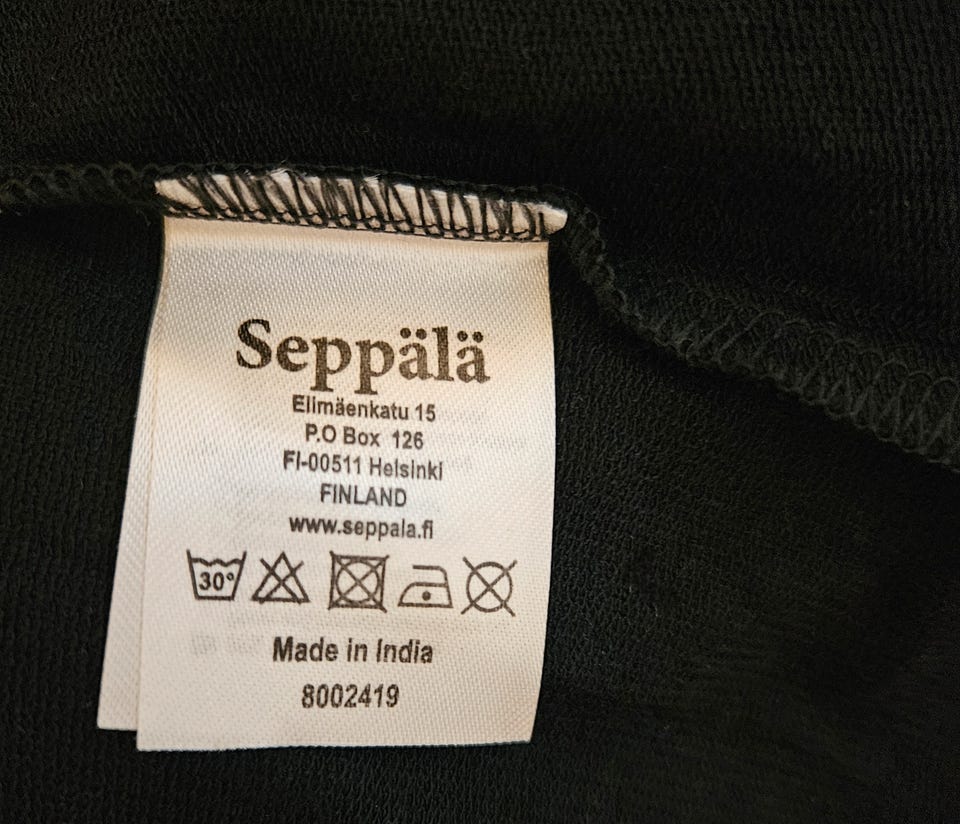 Seppälä
Elimäenkatu 15
P.O Box 126
FI-00511 Helsinki
FINLAND
www.seppala.fi
30°
Made in India
8002419